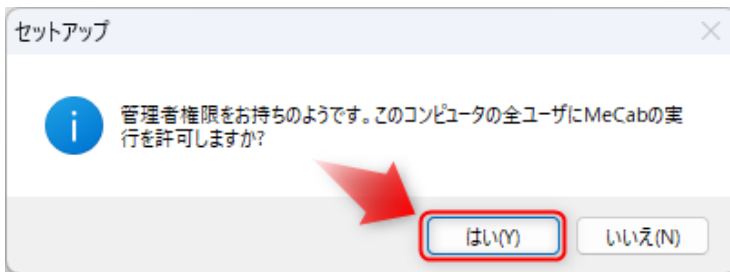 セットアップ
管理者権限をお持ちのようです。このコンピュータの全ユーザにMeCabの実
行を許可しますか?
はい(Y)
いいえ(N)